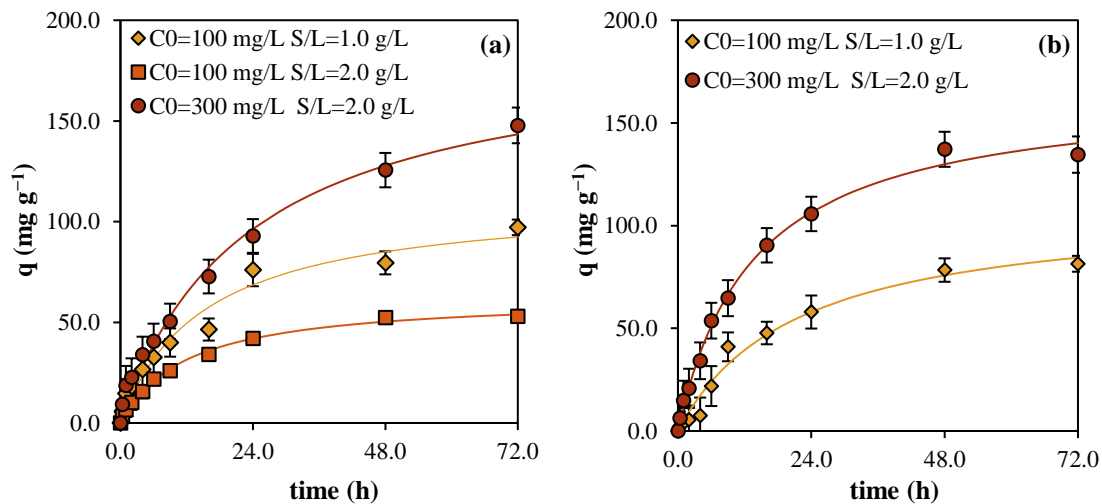 200.0
150.0
100.0
50.0
0.0
q (mg g⁻¹)
C0=100 mg/L S/L=1.0 g/L
C0=100 mg/L S/L=2.0 g/L
C0=300 mg/L S/L=2.0 g/L
(a)
0.0 24.0 48.0 72.0
time (h)
200.0
150.0
100.0
50.0
0.0
q (mg g⁻¹)
C0=100 mg/L S/L=1.0 g/L
C0=300 mg/L S/L=2.0 g/L
(b)
0.0 24.0 48.0 72.0
time (h)